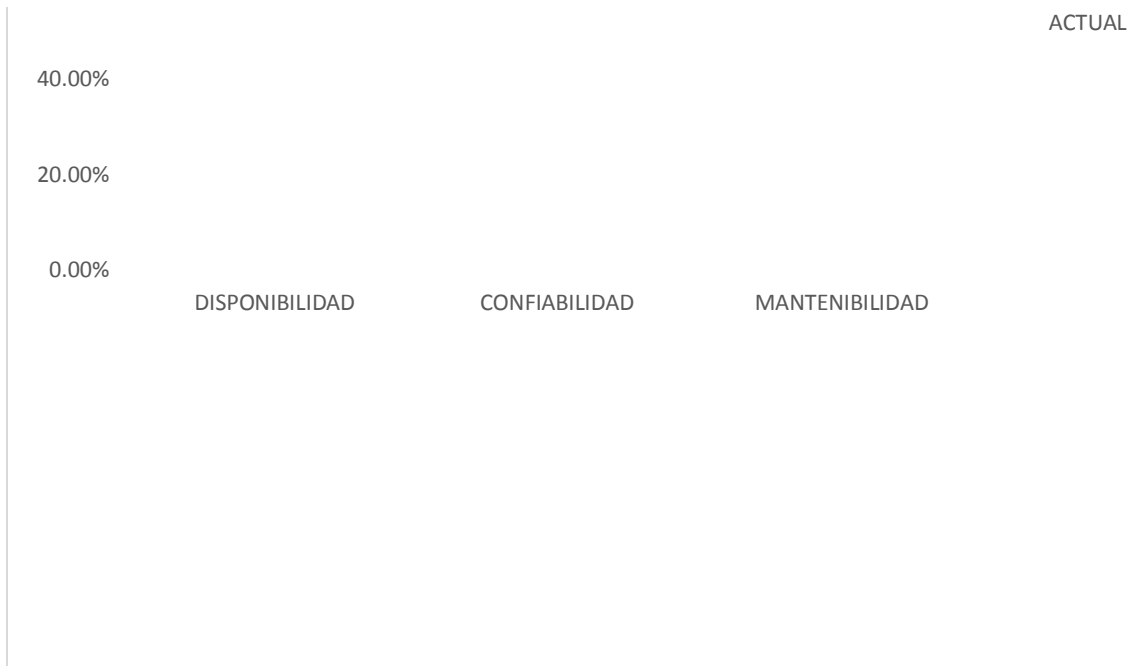 ACTUAL
40.00%
20.00%
0.00%
DISPONIBILIDAD CONFIABILIDAD MANTENIBILIDAD